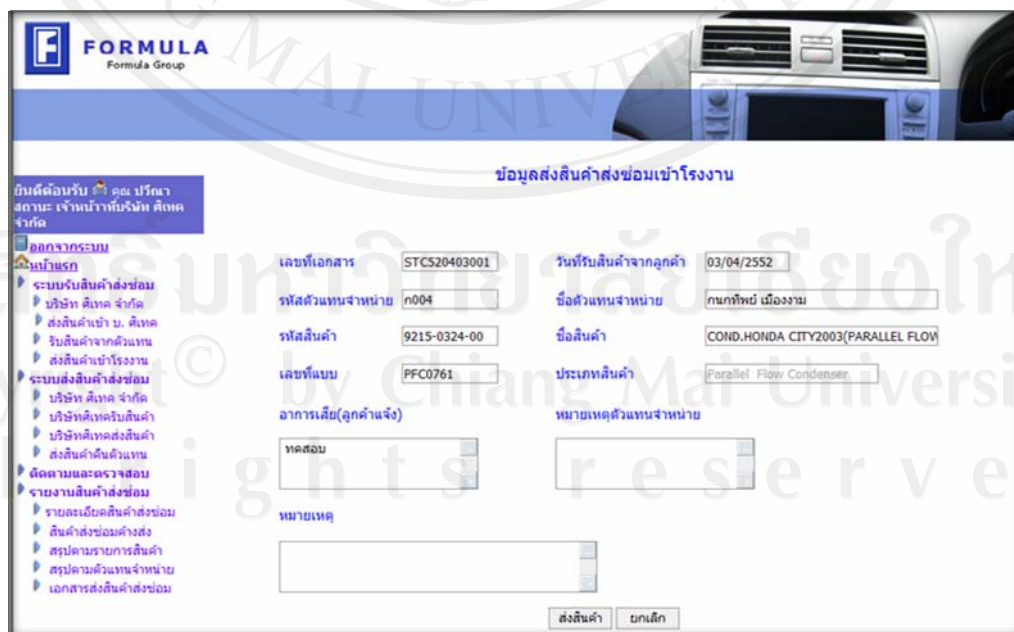 FORMULA
Formula Group
ข้อมูลส่งสินค้าส่งซ่อมเข้าโรงงาน
ยินดีต้อนรับ คุณ ปวีณา
สถานะ เจ้าหน้าาที่บริษัท ศิเทค
จำกัด
ออกจากระบบ
หน้าแรก
ระบบรับสินค้าส่งซ่อม
บริษัท ศิเทค จำกัด
ส่งสินค้าเข้า บ. ศิเทค
รับสินค้าจากตัวแทน
ส่งสินค้าเข้าโรงงาน
ระบบส่งสินค้าส่งซ่อม
บริษัท ศิเทค จำกัด
บริษัทศิเทครับสินค้า
บริษัทศิเทคส่งสินค้า
ส่งสินค้าคืนตัวแทน
ติดตามและตรวจสอบ
รายงานสินค้าส่งซ่อม
รายละเอียดสินค้าส่งซ่อม
สินค้าส่งซ่อมค้างส่ง
สรุปตามรายการสินค้า
สรุปตามตัวแทนจำหน่าย
เอกสารส่งสินค้าส่งซ่อม
เลขที่เอกสาร STC520403001 วันที่รับสินค้าจากลูกค้า 03/04/2552
รหัสตัวแทนจำหน่าย n004 ชื่อตัวแทนจำหน่าย กนกทิพย์ เมืองงาม
รหัสสินค้า 9215-0324-00 ชื่อสินค้า COND.HONDA CITY2003(PARALLEL FLOW
เลขที่แบบ PFC0761 ประเภทสินค้า Parallel Flow Condenser
อาการเสีย(ลูกค้าแจ้ง) หมายเหตุตัวแทนจำหน่าย
ทดสอบ
หมายเหตุ
ส่งสินค้า ยกเลิก
by Chiang Mai Universi
rights reserve